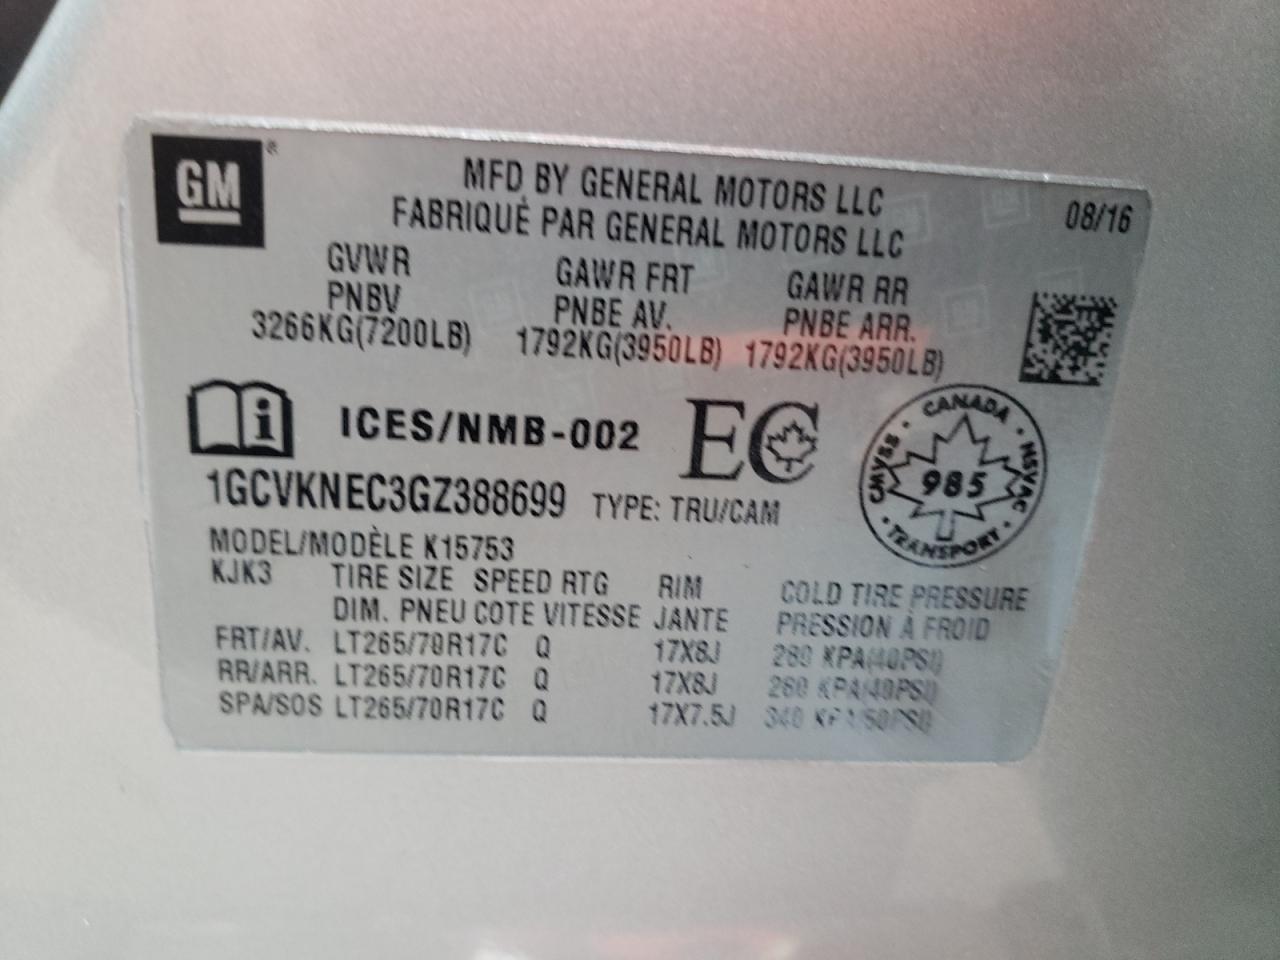 GM
MFD BY GENERAL MOTORS LLC
FABRIQUÉ PAR GENERAL MOTORS LLC
08/16
GVWR GAWR FRT GAWR RR
PNBV PNBE AV. PNBE ARR.
3266KG(7200LB) 1792KG(3950LB) 1792KG(3950LB)
i ICES/NMB-002 EC
CANADA
CMVSS 985 NSVAC
TRANSPORT
1GCVKNEC3GZ388699 TYPE: TRU/CAM
MODEL/MODÈLE K15753
KJK3 TIRE SIZE SPEED RTG RIM COLD TIRE PRESSURE
DIM. PNEU COTE VITESSE JANTE PRESSION À FROID
FRT/AV. LT265/70R17C Q 17X8J 280 KPA(40PSI)
RR/ARR. LT265/70R17C Q 17X8J 280 KPA(40PSI)
SPA/SOS LT265/70R17C Q 17X7.5J 340 KPA(50PSI)